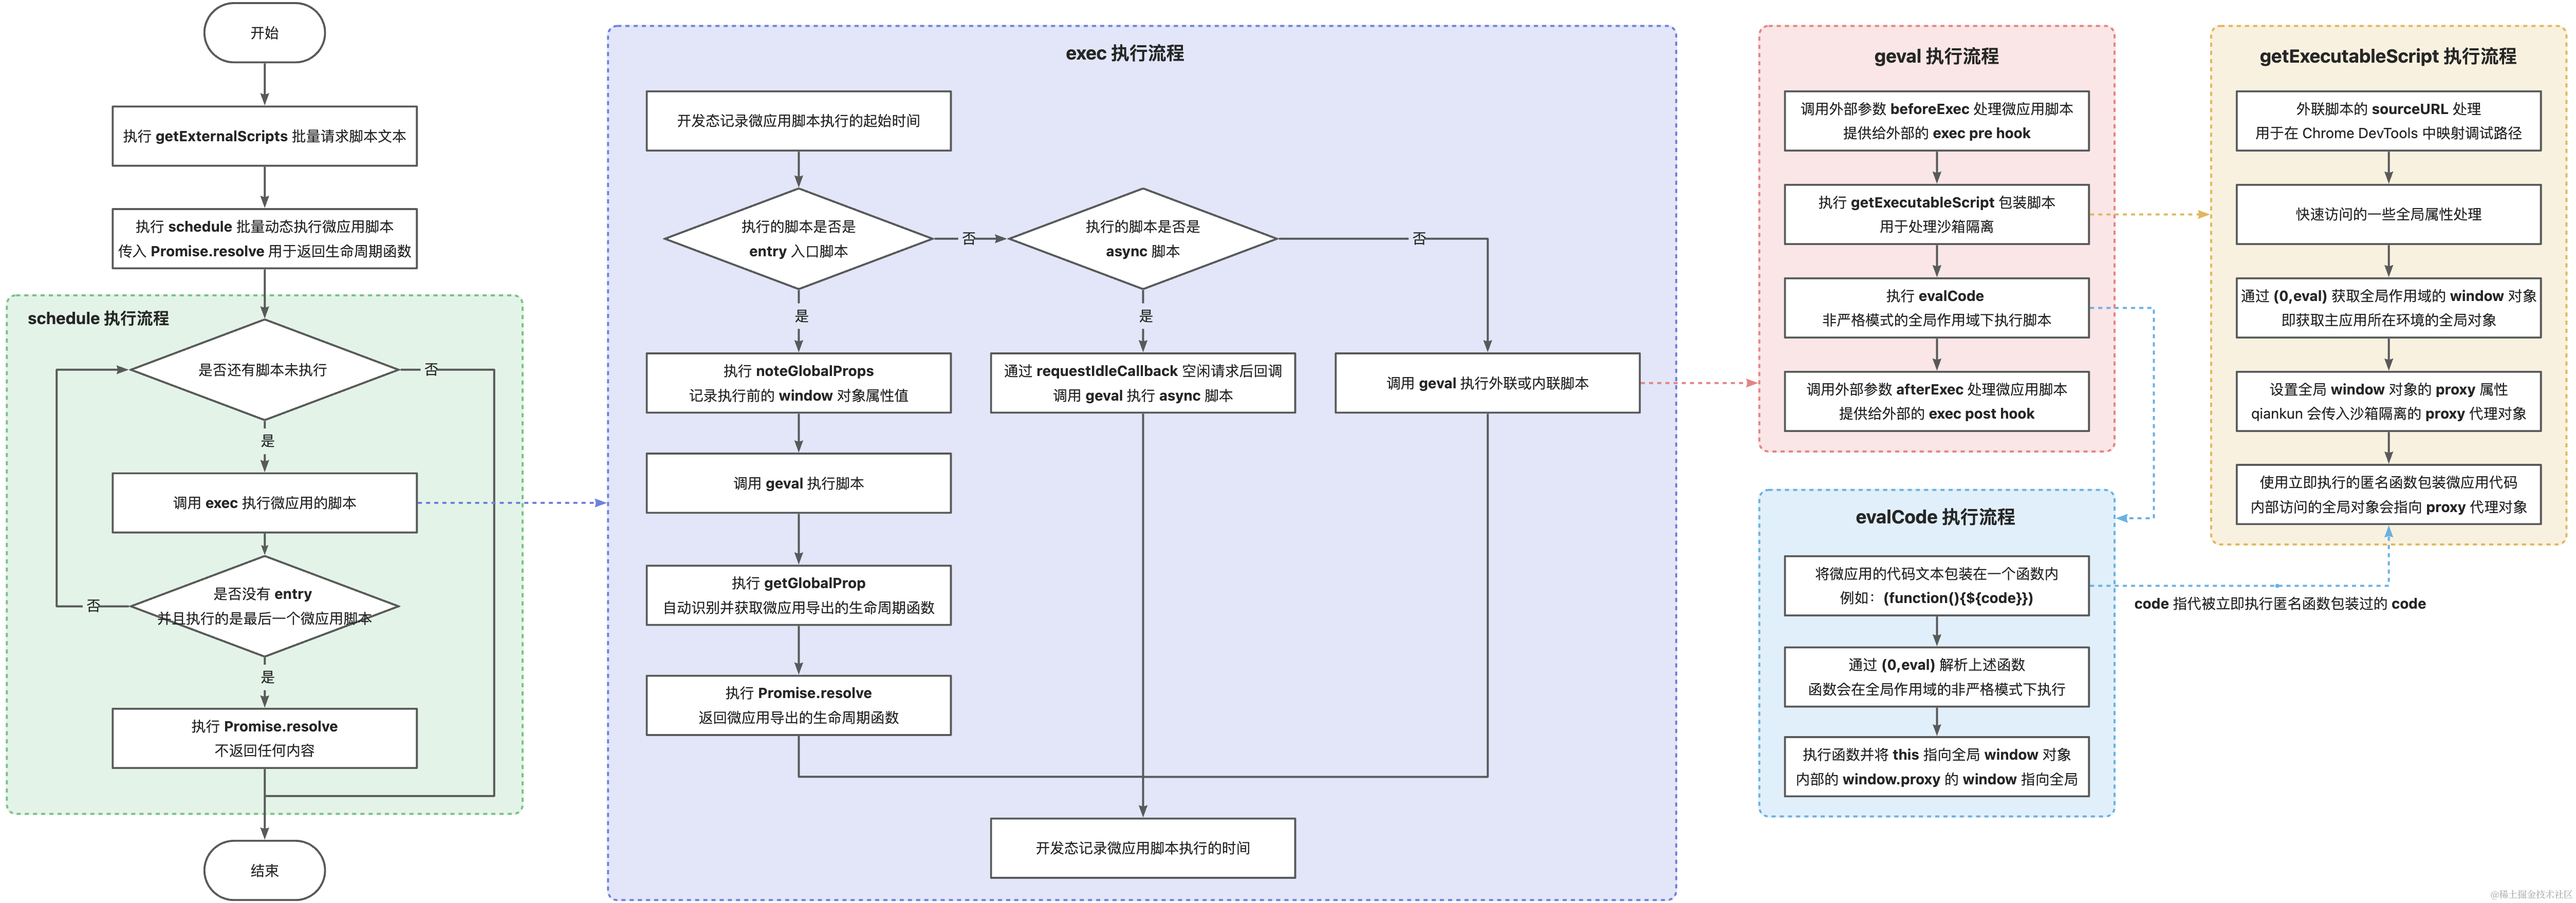 开始
执行 getExternalScripts 批量请求脚本文本
执行 schedule 批量动态执行微应用脚本
传入 Promise.resolve 用于返回生命周期函数
schedule 执行流程
是否还有脚本未执行
否
是
调用 exec 执行微应用的脚本
是否没有 entry
并且执行的是最后一个微应用脚本
否
是
执行 Promise.resolve
不返回任何内容
结束
exec 执行流程
开发态记录微应用脚本执行的起始时间
执行的脚本是否是
entry 入口脚本
否
执行的脚本是否是
async 脚本
否
是
是
执行 noteGlobalProps
记录执行前的 window 对象属性值
通过 requestIdleCallback 空闲请求后回调
调用 geval 执行 async 脚本
调用 geval 执行外联或内联脚本
调用 geval 执行脚本
执行 getGlobalProp
自动识别并获取微应用导出的生命周期函数
执行 Promise.resolve
返回微应用导出的生命周期函数
开发态记录微应用脚本执行的时间
geval 执行流程
调用外部参数 beforeExec 处理微应用脚本
提供给外部的 exec pre hook
执行 getExecutableScript 包装脚本
用于处理沙箱隔离
执行 evalCode
非严格模式的全局作用域下执行脚本
调用外部参数 afterExec 处理微应用脚本
提供给外部的 exec post hook
evalCode 执行流程
将微应用的代码文本包装在一个函数内
例如：(function(){${code}})
通过 (0,eval) 解析上述函数
函数会在全局作用域的非严格模式下执行
执行函数并将 this 指向全局 window 对象
内部的 window.proxy 的 window 指向全局
getExecutableScript 执行流程
外联脚本的 sourceURL 处理
用于在 Chrome DevTools 中映射调试路径
快速访问的一些全局属性处理
通过 (0,eval) 获取全局作用域的 window 对象
即获取主应用所在环境的全局对象
设置全局 window 对象的 proxy 属性
qiankun 会传入沙箱隔离的 proxy 代理对象
使用立即执行的匿名函数包装微应用代码
内部访问的全局对象会指向 proxy 代理对象
code 指代被立即执行匿名函数包装过的 code
@稀土掘金技术社区